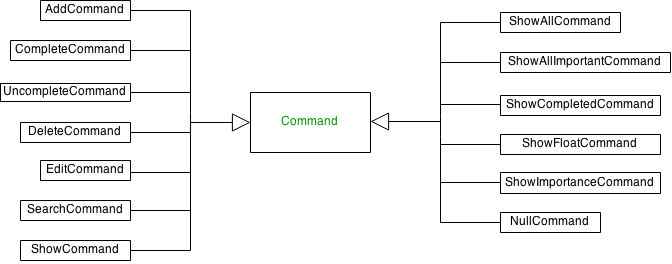 AddCommand
CompleteCommand
UncompleteCommand
DeleteCommand
EditCommand
SearchCommand
ShowCommand
Command
ShowAllCommand
ShowAllImportantCommand
ShowCompletedCommand
ShowFloatCommand
ShowImportanceCommand
NullCommand